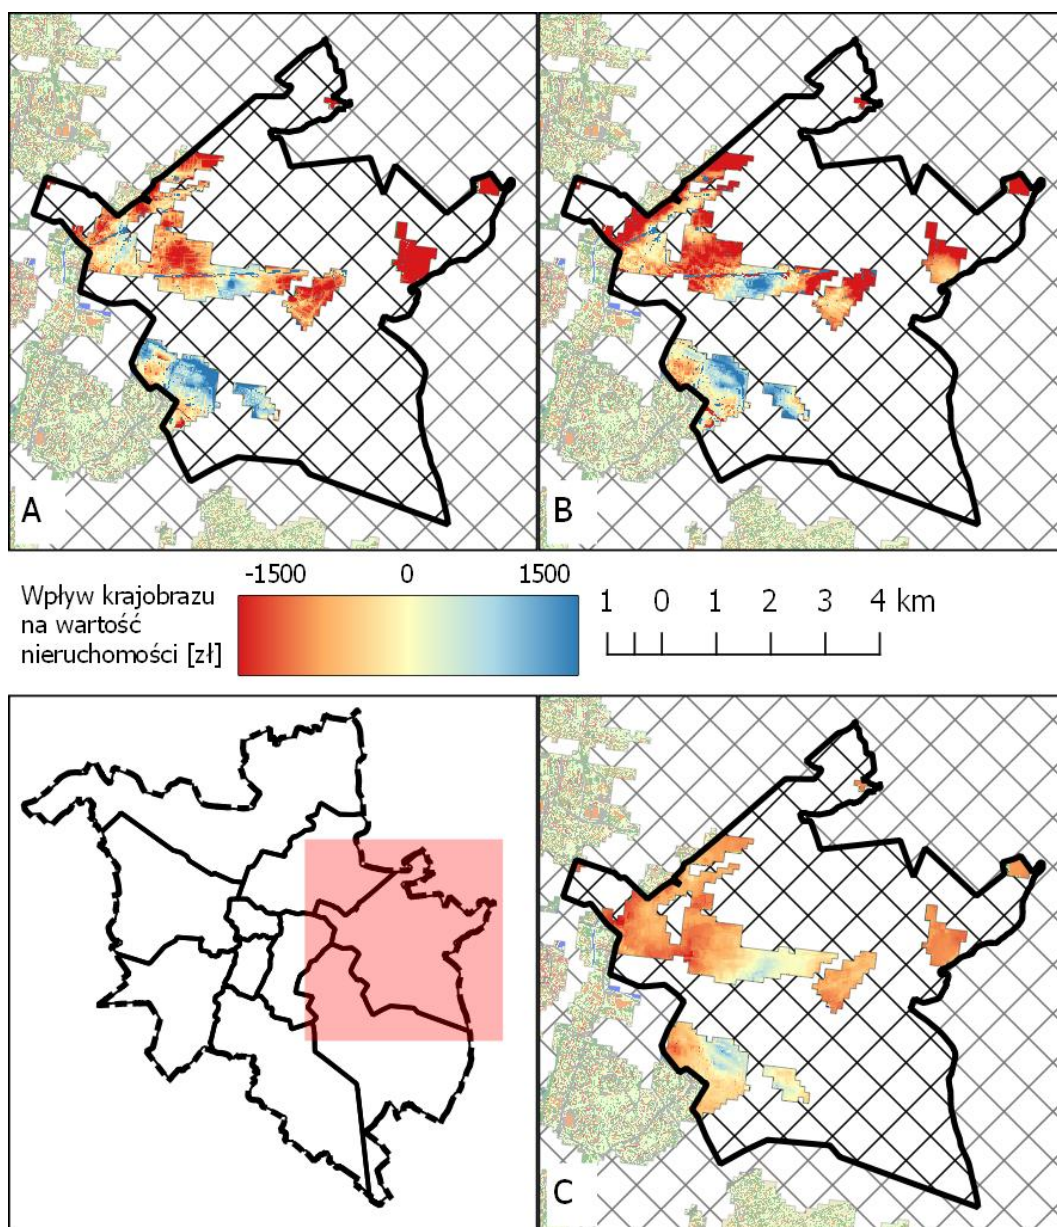 A
B
Wpływ krajobrazu
na wartość
nieruchomości [zł]
-1500 0 1500
1 0 1 2 3 4 km
C